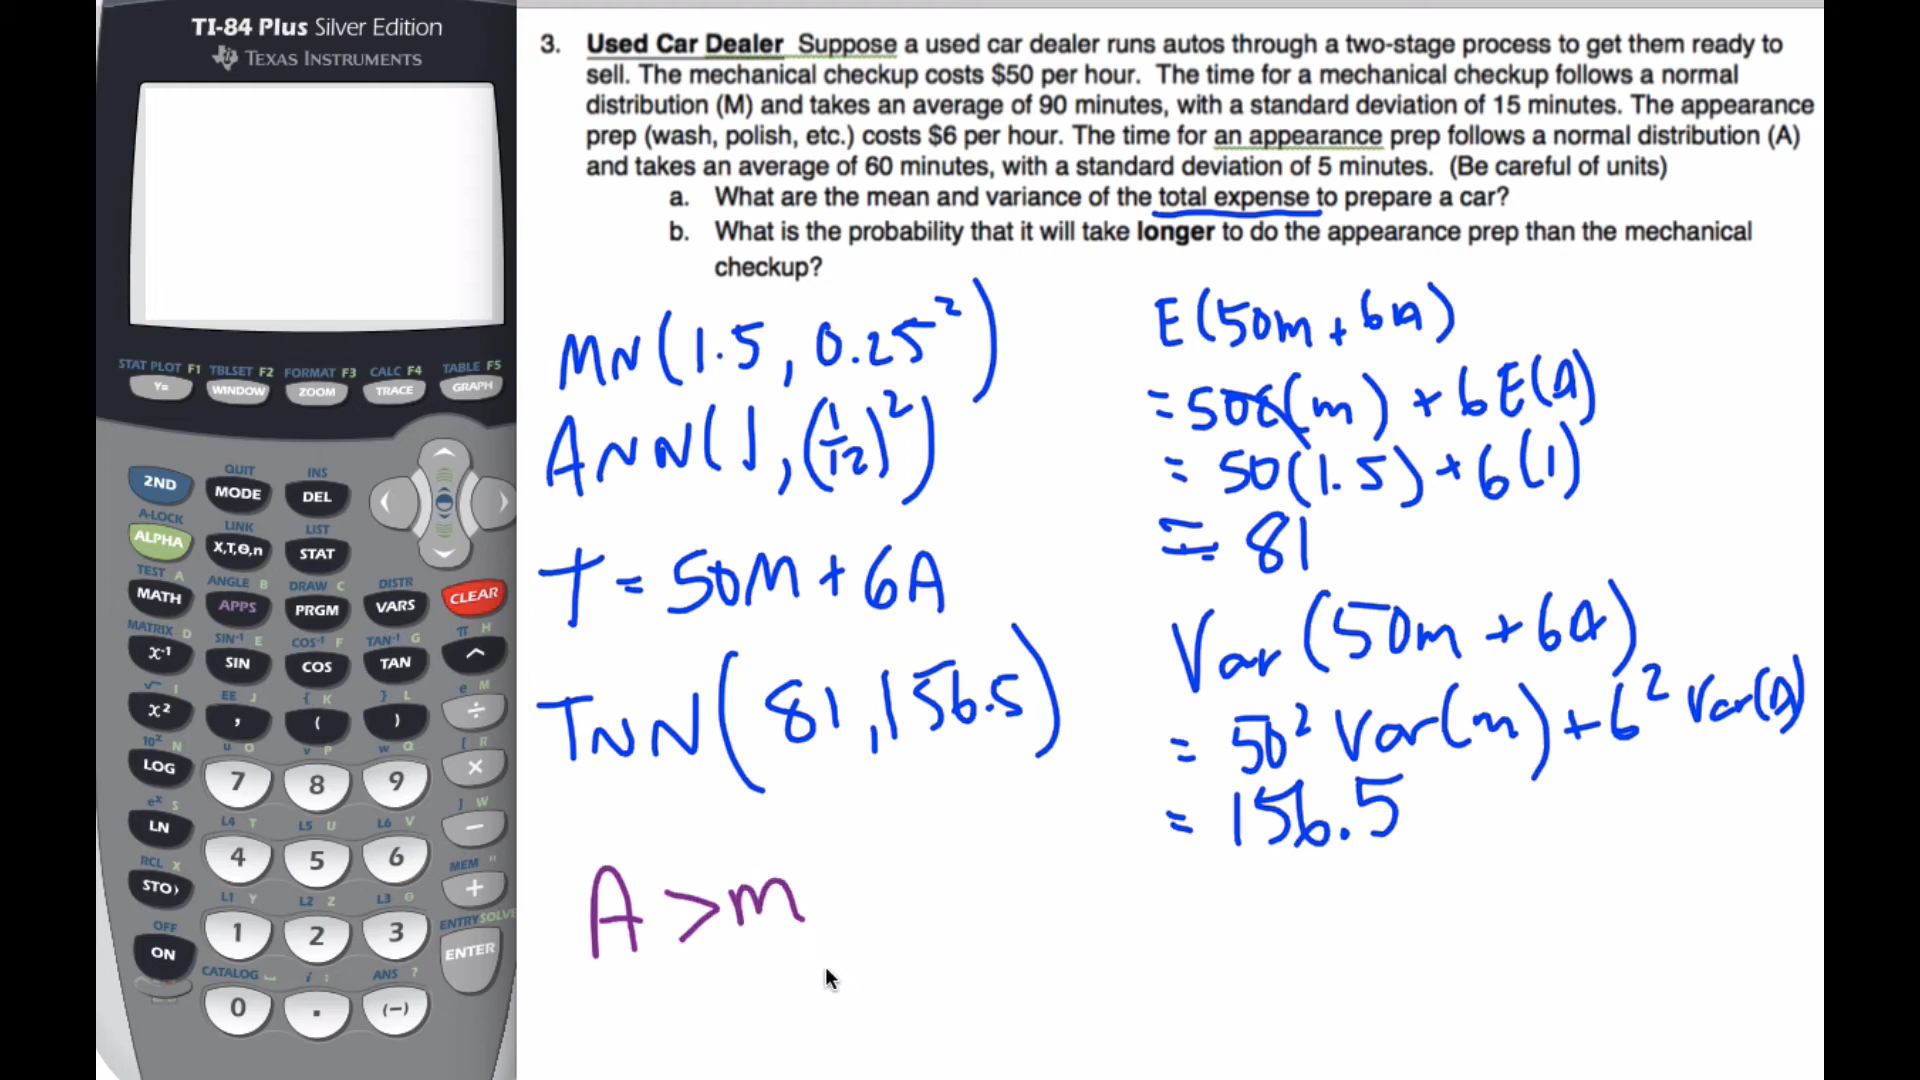 TI-84 Plus Silver Edition
TEXAS INSTRUMENTS
STAT PLOT F1 TBLSET F2 FORMAT F3 CALC F4 TABLE F5
Y= WINDOW ZOOM TRACE GRAPH
QUIT INS
2ND MODE DEL
A-LOCK LINK LIST
ALPHA X,T,Θ,n STAT
TEST A ANGLE B DRAW C DISTR
MATH APPS PRGM VARS CLEAR
MATRIX D SIN⁻¹ E COS⁻¹ F TAN⁻¹ G π H
x⁻¹ SIN COS TAN ^
√ I EE J { K } L e M
x² , ( ) ÷
10ˣ N u O v P w Q [ R
LOG 7 8 9 ×
eˣ S L4 T L5 U L6 V ] W
LN 4 5 6 −
RCL X L1 Y L2 Z L3 Θ MEM "
STO› 1 2 3 +
OFF CATALOG i : ANS ? ENTRY SOLVE
ON 0 . (−) ENTER
3. Used Car Dealer Suppose a used car dealer runs autos through a two-stage process to get them ready to
sell. The mechanical checkup costs $50 per hour. The time for a mechanical checkup follows a normal
distribution (M) and takes an average of 90 minutes, with a standard deviation of 15 minutes. The appearance
prep (wash, polish, etc.) costs $6 per hour. The time for an appearance prep follows a normal distribution (A)
and takes an average of 60 minutes, with a standard deviation of 5 minutes. (Be careful of units)
a. What are the mean and variance of the total expense to prepare a car?
b. What is the probability that it will take longer to do the appearance prep than the mechanical
checkup?
M~N(1.5, 0.25²)
A~N(1, (1/12)²)
T = 50M + 6A
T~N(81, 156.5)
A > m
E(50m + 6A)
= 50E(m) + 6E(A)
= 50(1.5) + 6(1)
= 81
Var(50m + 6A)
= 50² Var(m) + 6² Var(A)
= 156.5